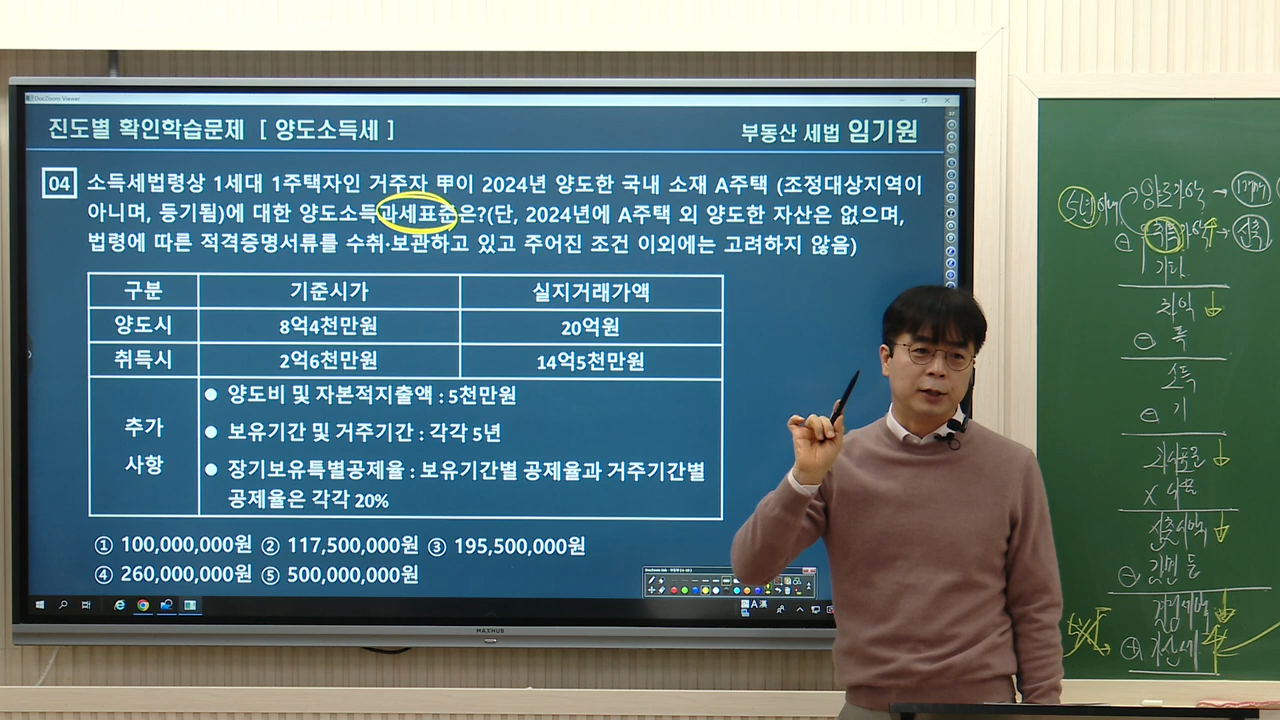 DocZoom Viewer
진도별 확인학습문제 [ 양도소득세 ]
부동산 세법 임기원
04 소득세법령상 1세대 1주택자인 거주자 甲이 2024년 양도한 국내 소재 A주택 (조정대상지역이
아니며, 등기됨)에 대한 양도소득과세표준은?(단, 2024년에 A주택 외 양도한 자산은 없으며,
법령에 따른 적격증명서류를 수취·보관하고 있고 주어진 조건 이외에는 고려하지 않음)
구분 기준시가 실지거래가액
양도시 8억4천만원 20억원
취득시 2억6천만원 14억5천만원
추가
사항
● 양도비 및 자본적지출액 : 5천만원
● 보유기간 및 거주기간 : 각각 5년
● 장기보유특별공제율 : 보유기간별 공제율과 거주기간별
공제율은 각각 20%
① 100,000,000원 ② 117,500,000원 ③ 195,500,000원
④ 260,000,000원 ⑤ 500,000,000원
MAXHUB
5년
⊖
기타
차익
⊖
소득
⊖ 기
⊖
⊕ 가산세